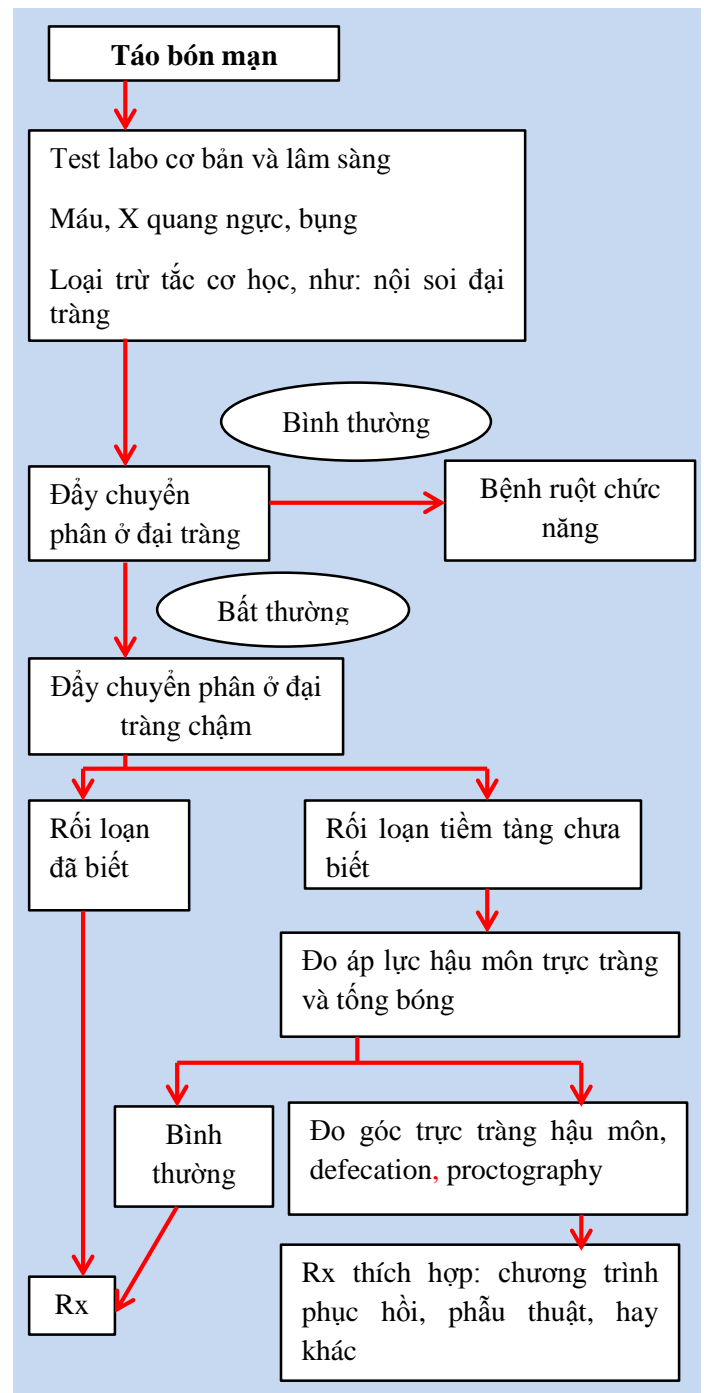 Táo bón mạn
Test labo cơ bản và lâm sàng
Máu, X quang ngực, bụng
Loại trừ tắc cơ học, như: nội soi đại
tràng
Bình thường
Đẩy chuyển
phân ở đại tràng
Bệnh ruột chức
năng
Bất thường
Đẩy chuyển phân ở đại
tràng chậm
Rối loạn
đã biết
Rối loạn tiềm tàng chưa
biết
Đo áp lực hậu môn trực tràng
và tống bóng
Bình
thường
Đo góc trực tràng hậu môn,
defecation, proctography
Rx
Rx thích hợp: chương trình
phục hồi, phẫu thuật, hay
khác